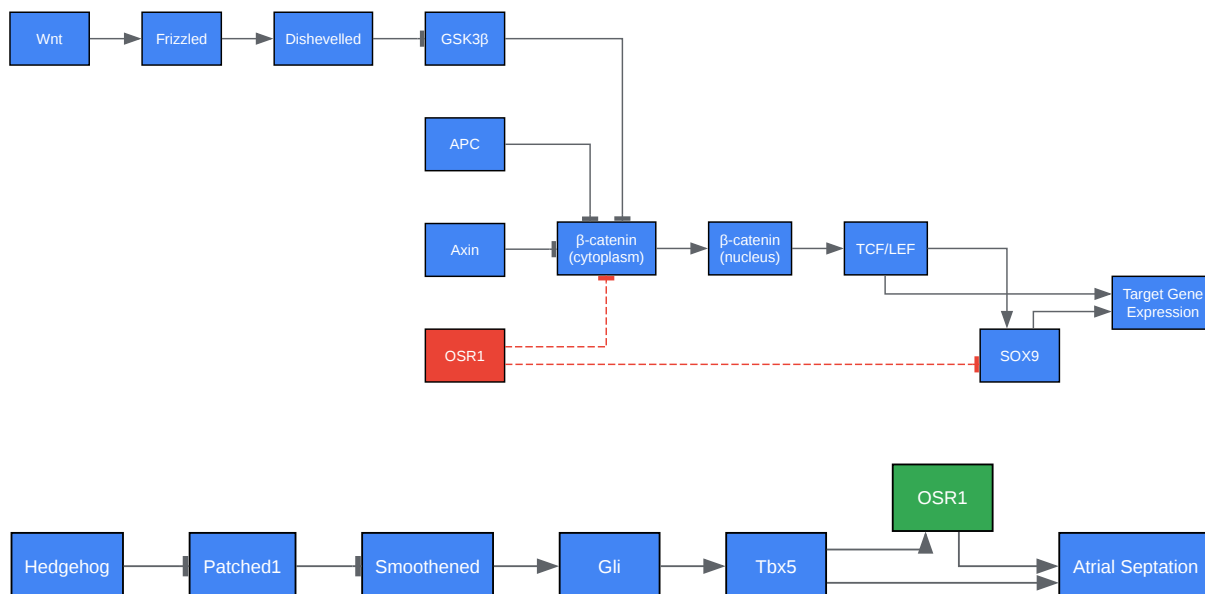 Wnt
Frizzled
Dishevelled
GSK3β
APC
Axin
β-catenin
(cytoplasm)
β-catenin
(nucleus)
TCF/LEF
Target Gene
Expression
OSR1
SOX9
OSR1
Hedgehog
Patched1
Smoothened
Gli
Tbx5
Atrial Septation